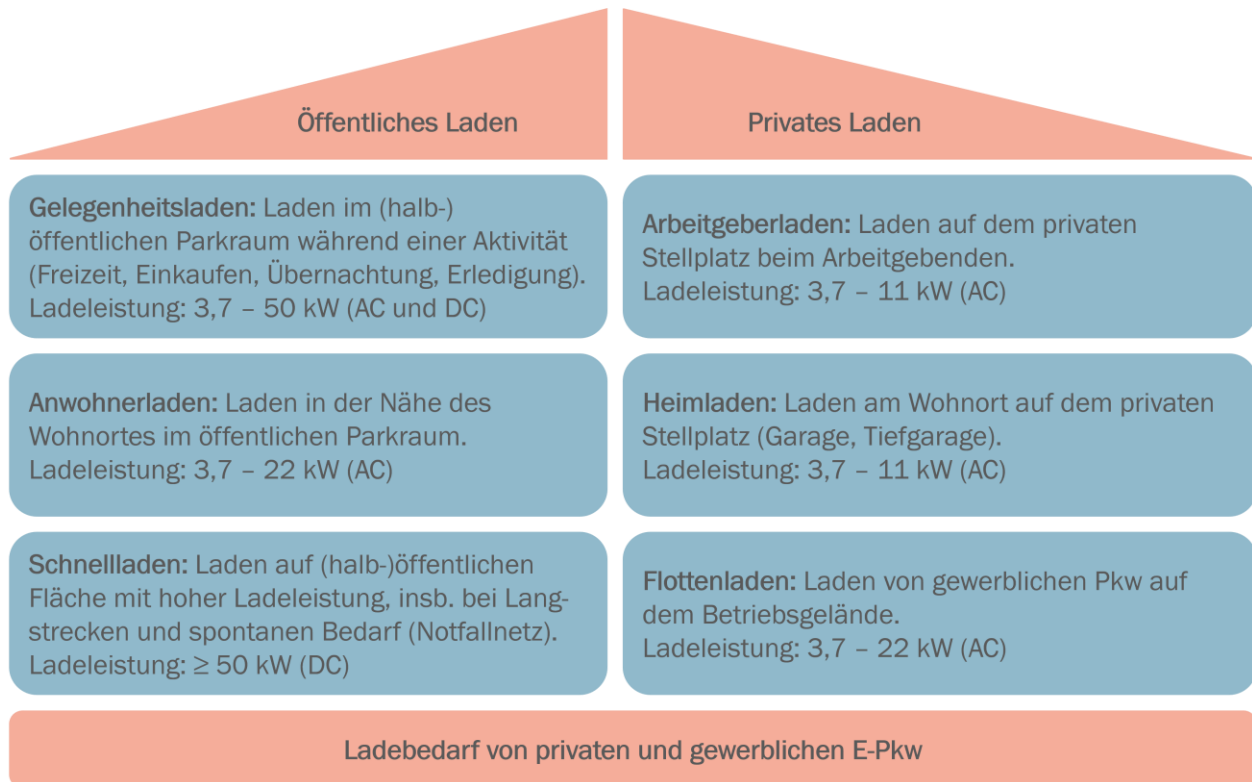 Öffentliches Laden
Privates Laden
Gelegenheitsladen: Laden im (halb-)
öffentlichen Parkraum während einer Aktivität
(Freizeit, Einkaufen, Übernachtung, Erledigung).
Ladeleistung: 3,7 – 50 kW (AC und DC)
Arbeitgeberladen: Laden auf dem privaten
Stellplatz beim Arbeitgebenden.
Ladeleistung: 3,7 – 11 kW (AC)
Anwohnerladen: Laden in der Nähe des
Wohnortes im öffentlichen Parkraum.
Ladeleistung: 3,7 – 22 kW (AC)
Heimladen: Laden am Wohnort auf dem privaten
Stellplatz (Garage, Tiefgarage).
Ladeleistung: 3,7 – 11 kW (AC)
Schnellladen: Laden auf (halb-)öffentlichen
Fläche mit hoher Ladeleistung, insb. bei Lang-
strecken und spontanen Bedarf (Notfallnetz).
Ladeleistung: ≥ 50 kW (DC)
Flottenladen: Laden von gewerblichen Pkw auf
dem Betriebsgelände.
Ladeleistung: 3,7 – 22 kW (AC)
Ladebedarf von privaten und gewerblichen E-Pkw